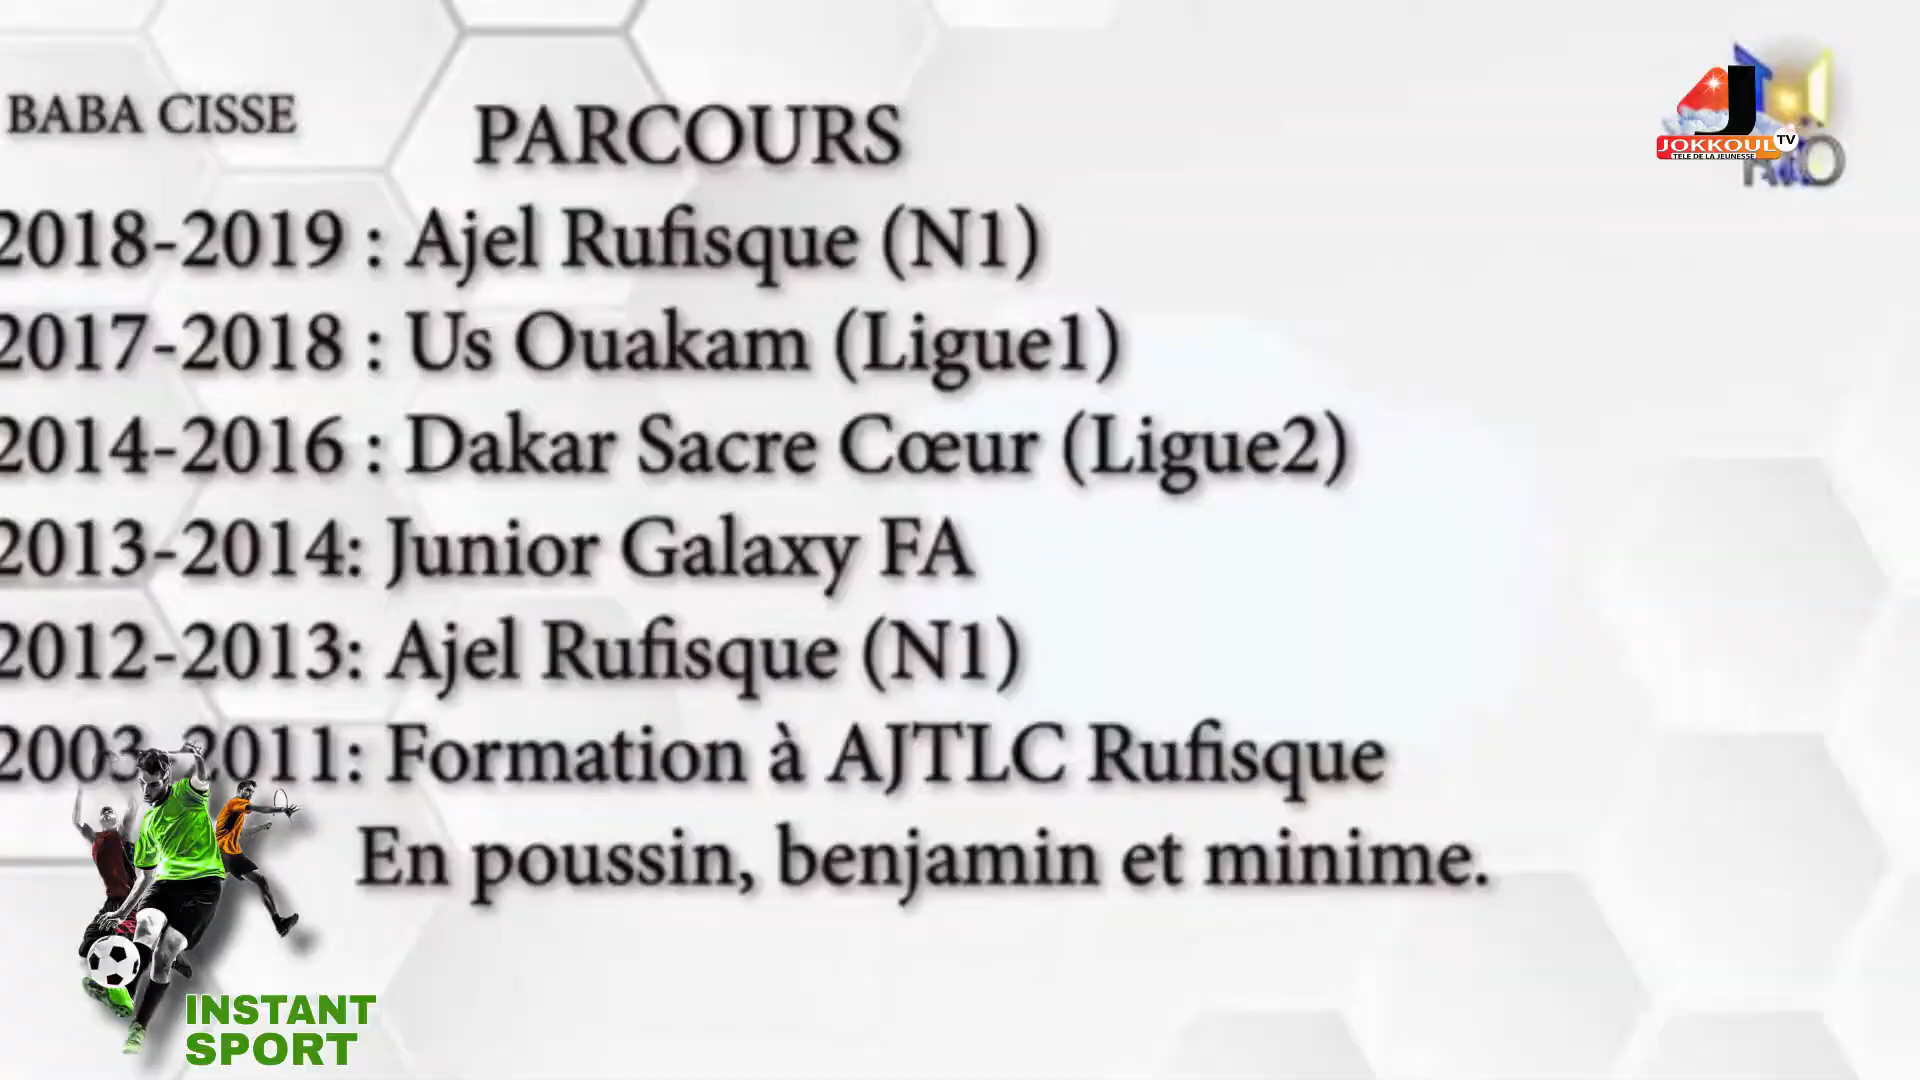 BABA CISSE
PARCOURS
2018-2019 : Ajel Rufisque (N1)
2017-2018 : Us Ouakam (Ligue1)
2014-2016 : Dakar Sacre Cœur (Ligue2)
2013-2014: Junior Galaxy FA
2012-2013: Ajel Rufisque (N1)
2003-2011: Formation à AJTLC Rufisque
En poussin, benjamin et minime.
JOKKOUL TV
TELE DE LA JEUNESSE
INSTANT
SPORT